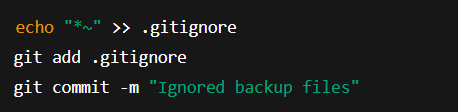 echo "*~" >> .gitignore
git add .gitignore
git commit -m "Ignored backup files"